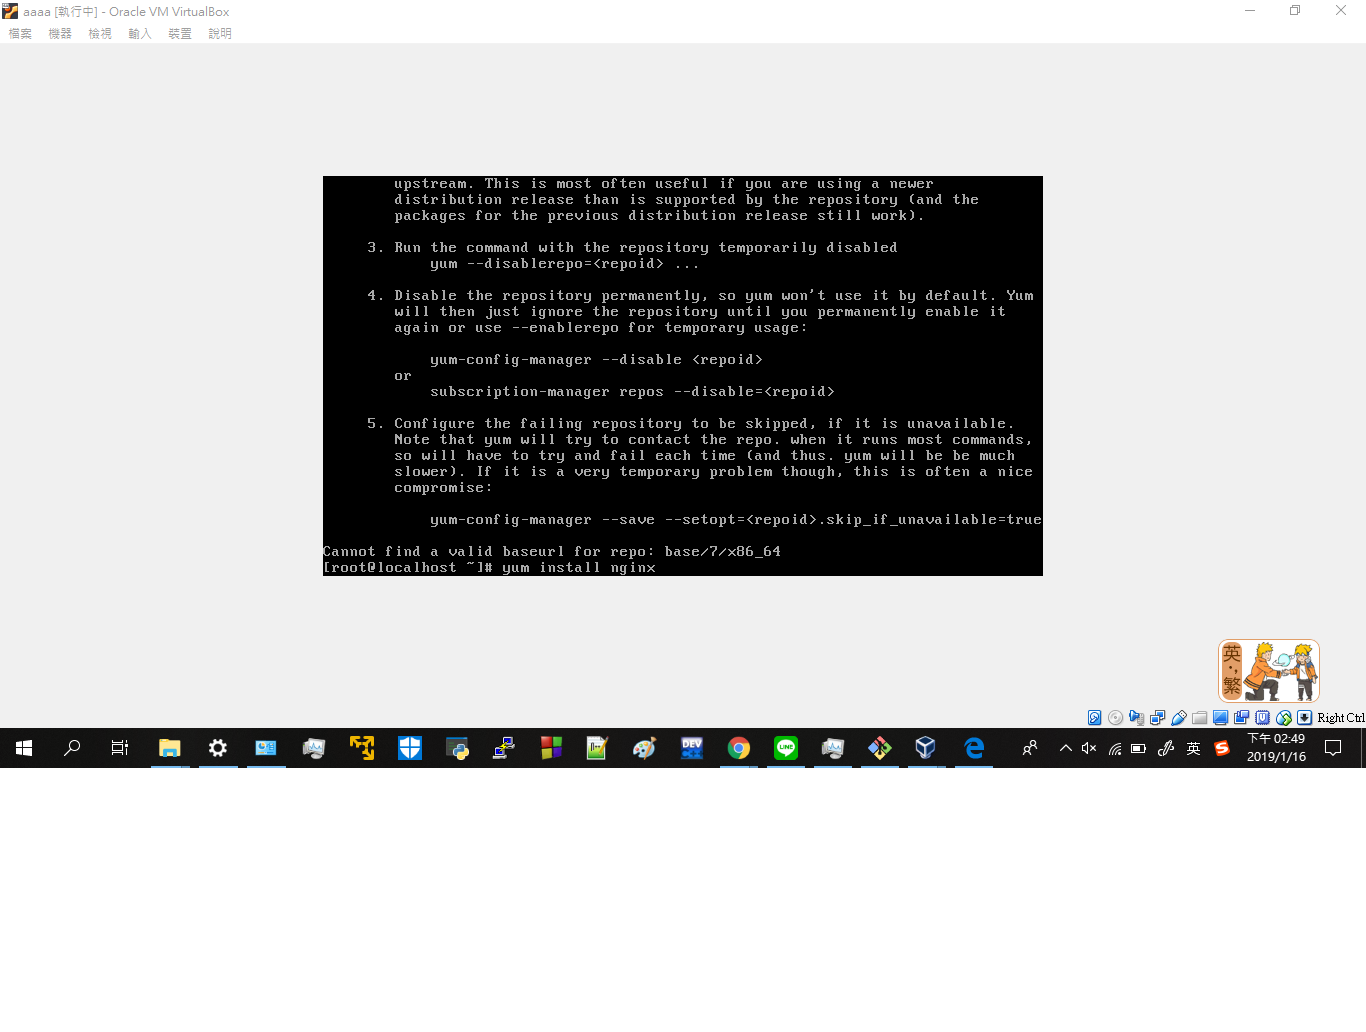 aaaa [執行中] - Oracle VM VirtualBox
檔案 機器 檢視 輸入 裝置 說明
upstream. This is most often useful if you are using a newer
distribution release than is supported by the repository (and the
packages for the previous distribution release still work).
3. Run the command with the repository temporarily disabled
yum --disablerepo=<repoid> ...
4. Disable the repository permanently, so yum won't use it by default. Yum
will then just ignore the repository until you permanently enable it
again or use --enablerepo for temporary usage:
yum-config-manager --disable <repoid>
or
subscription-manager repos --disable=<repoid>
5. Configure the failing repository to be skipped, if it is unavailable.
Note that yum will try to contact the repo. when it runs most commands,
so will have to try and fail each time (and thus. yum will be be much
slower). If it is a very temporary problem though, this is often a nice
compromise:
yum-config-manager --save --setopt=<repoid>.skip_if_unavailable=true
Cannot find a valid baseurl for repo: base/7/x86_64
[root@localhost ~]# yum install nginx
英
繁
Right Ctrl
DEV
LINE
英
下午 02:49
2019/1/16